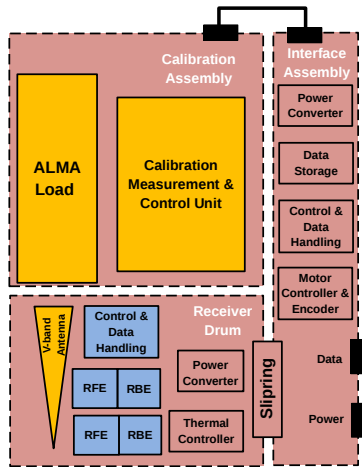 Calibration
Assembly
ALMA
Load
Calibration
Measurement &
Control Unit
Interface
Assembly
Power
Converter
Data
Storage
Control &
Data
Handling
Motor
Controller &
Encoder
Data
Power
Receiver
Drum
V-band
Antenna
Control &
Data
Handling
RFE
RBE
RFE
RBE
Power
Converter
Thermal
Controller
Slipring